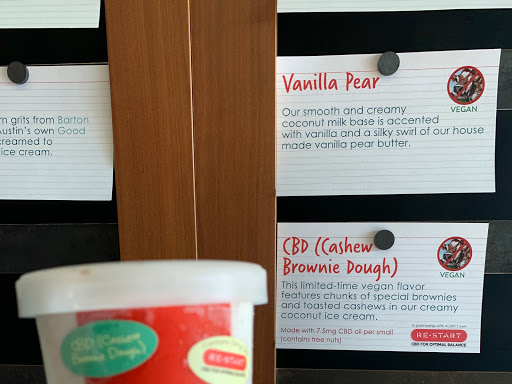 rn grits from Barton
Austin's own Good
creamed to
ice cream.
Vanilla Pear
VEGAN
Our smooth and creamy
coconut milk base is accented
with vanilla and a silky swirl of our house
made vanilla pear butter.
CBD (Cashew
Brownie Dough)
VEGAN
This limited-time vegan flavor
features chunks of special brownies
and toasted cashews in our creamy
coconut ice cream.
Made with 7.5mg CBD oil per small
(contains tree nuts)
RE·START
CBD FOR OPTIMAL BALANCE
CBD (Cashew
Brownie Dough)
RE·START